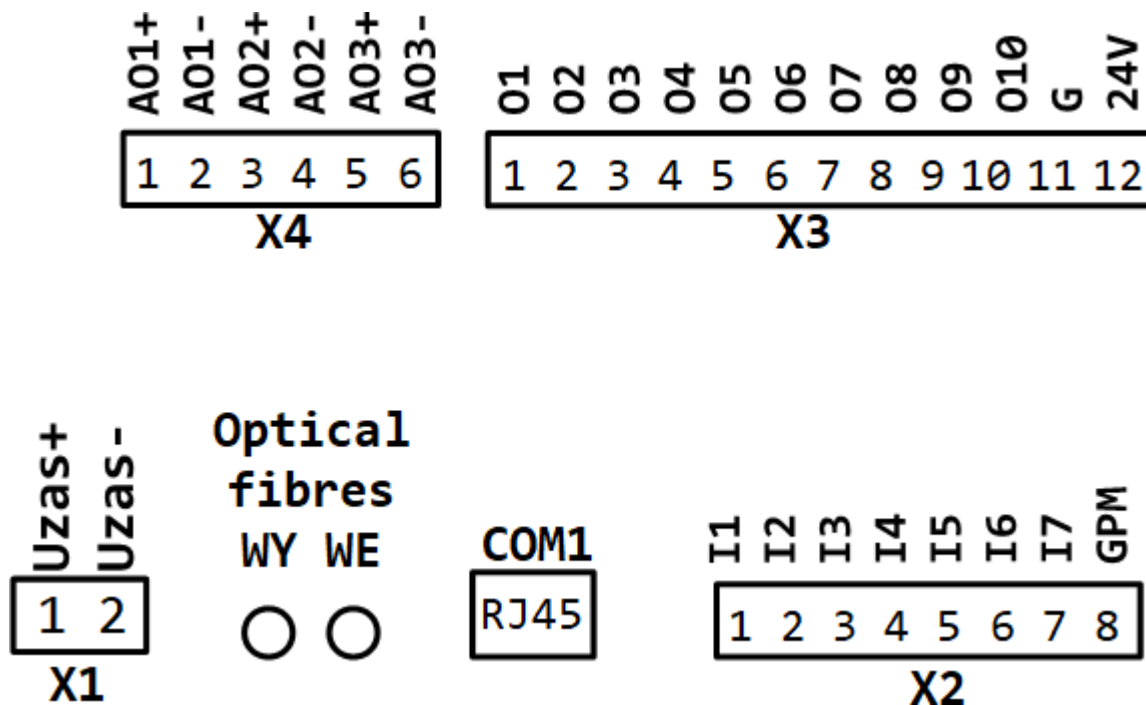 AO1+ AO1- AO2+ AO2- AO3+ AO3-
1 2 3 4 5 6
X4
O1 O2 O3 O4 O5 O6 O7 O8 O9 O10 G 24V
1 2 3 4 5 6 7 8 9 10 11 12
X3
Uzas+ Uzas-
1 2
X1
Optical
fibres
WY WE
COM1
RJ45
I1 I2 I3 I4 I5 I6 I7 GPM
1 2 3 4 5 6 7 8
X2